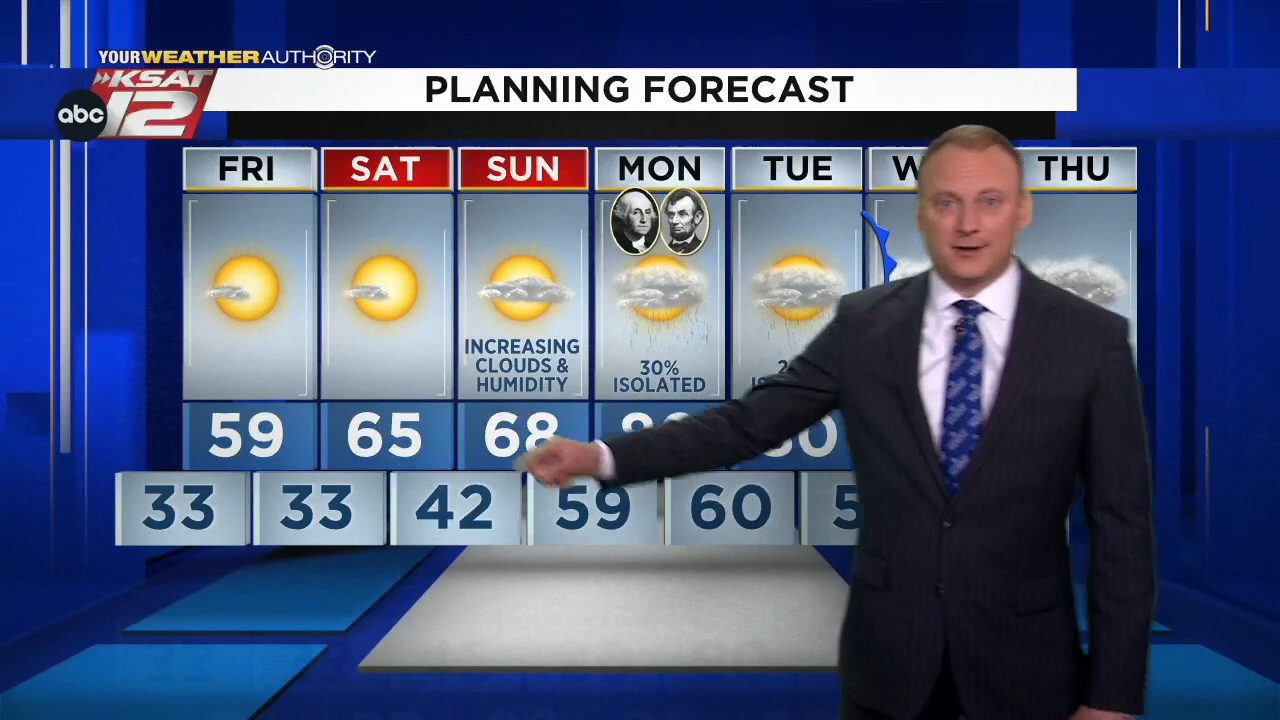 YOUR WEATHER AUTHORITY
KSAT
abc 12
PLANNING FORECAST
FRI SAT SUN MON TUE W THU
INCREASING
CLOUDS &
HUMIDITY
30%
ISOLATED
59 65 68
33 33 42 59 60 5